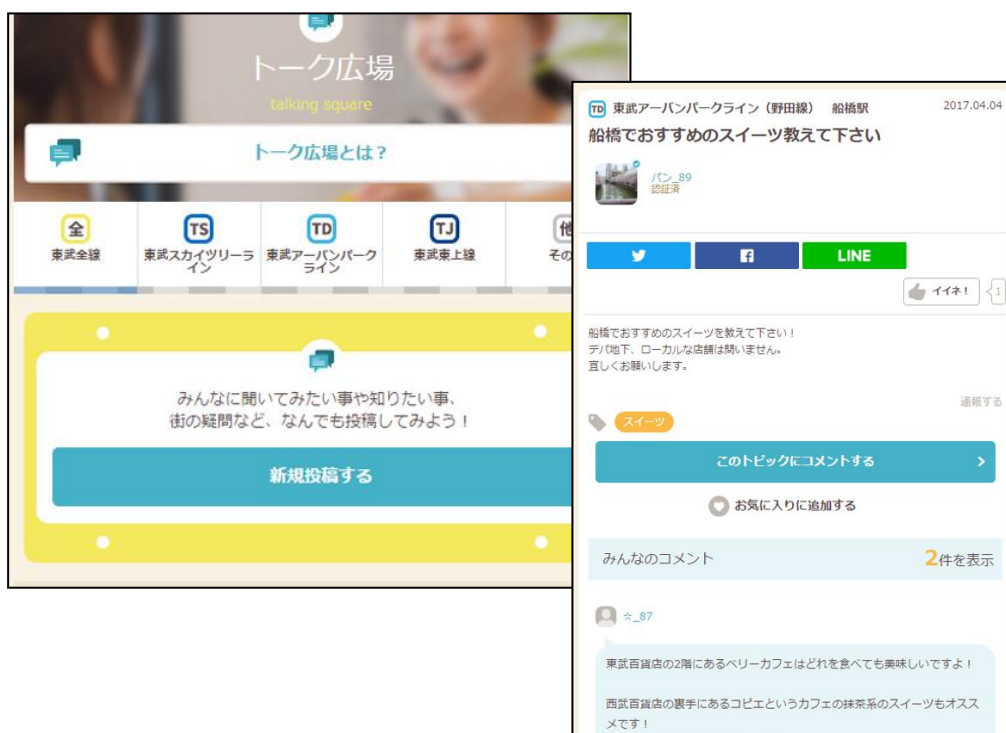 トーク広場
talking square
トーク広場とは？
全
東武全線
TS
東武スカイツリーラ
イン
TD
東武アーバンパーク
ライン
TJ
東武東上線
他
その
みんなに聞いてみたい事や知りたい事、
街の疑問など、なんでも投稿してみよう！
新規投稿する
TD 東武アーバンパークライン（野田線） 船橋駅 2017.04.04
船橋でおすすめのスイーツ教えて下さい
パン_89
認証済
LINE
イイネ！ 1
船橋でおすすめのスイーツを教えて下さい！
デパ地下、ローカルな店舗は問いません。
宜しくお願いします。
通報する
スイーツ
このトピックにコメントする
お気に入りに追加する
みんなのコメント 2件を表示
☆_87
東武百貨店の2階にあるベリーカフェはどれを食べても美味しいですよ！
西武百貨店の裏手にあるコピエというカフェの抹茶系のスイーツもオスス
メです！